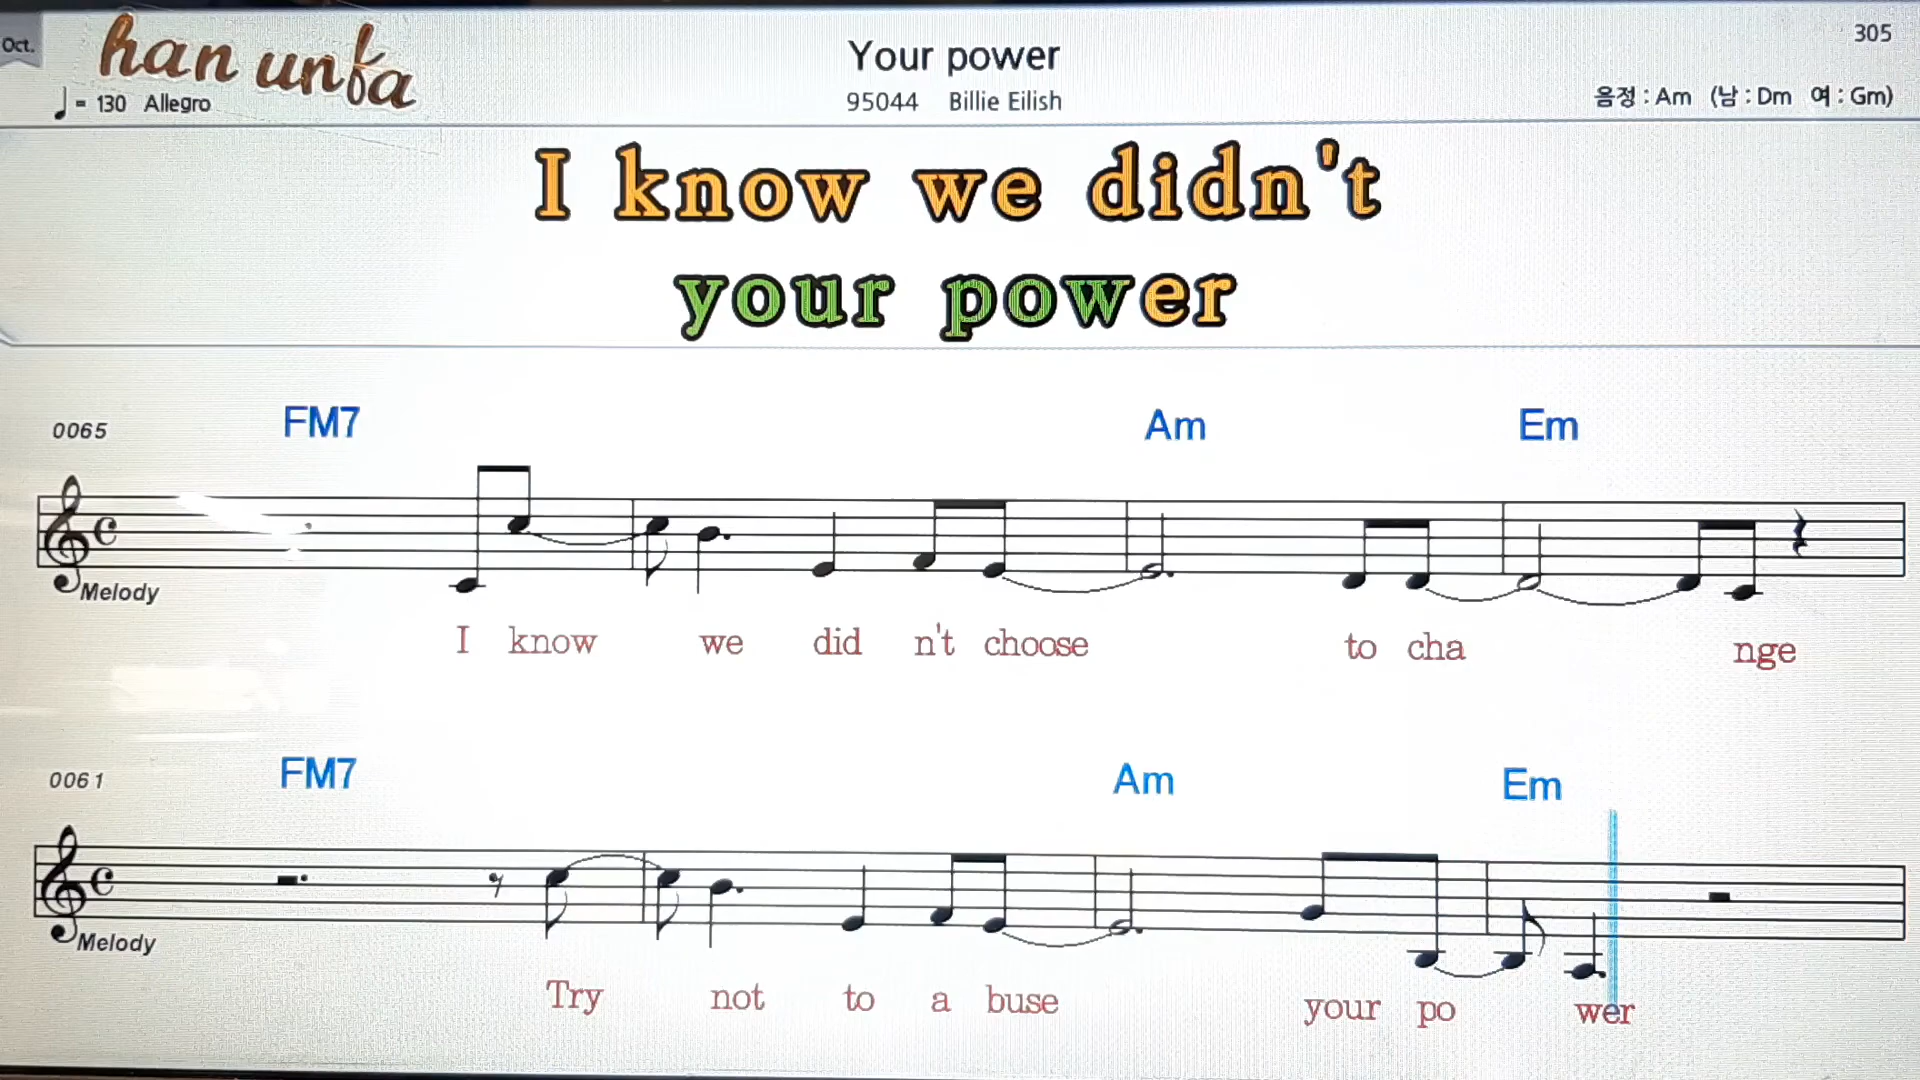 Oct.
han unfa
305
Your power
♩ = 130 Allegro
95044 Billie Eilish
음정 : Am (남 : Dm 여 : Gm)
I know we didn't
your power
0065 FM7 Am Em
Melody
I know we did n't choose to cha nge
0061 FM7 Am Em
Melody
Try not to a buse your po wer